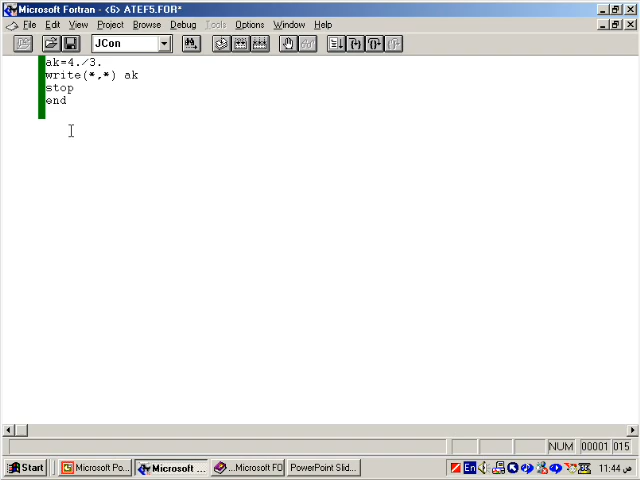 Microsoft Fortran - <6> ATEF5.FOR*
File Edit View Project Browse Debug Tools Options Window Help
JCon
ak=4./3.
write(*,*) ak
stop
end
NUM 00001 015
Start Microsoft Po... Microsoft ... ...Microsoft FO PowerPoint Slid... En 11:44 ص